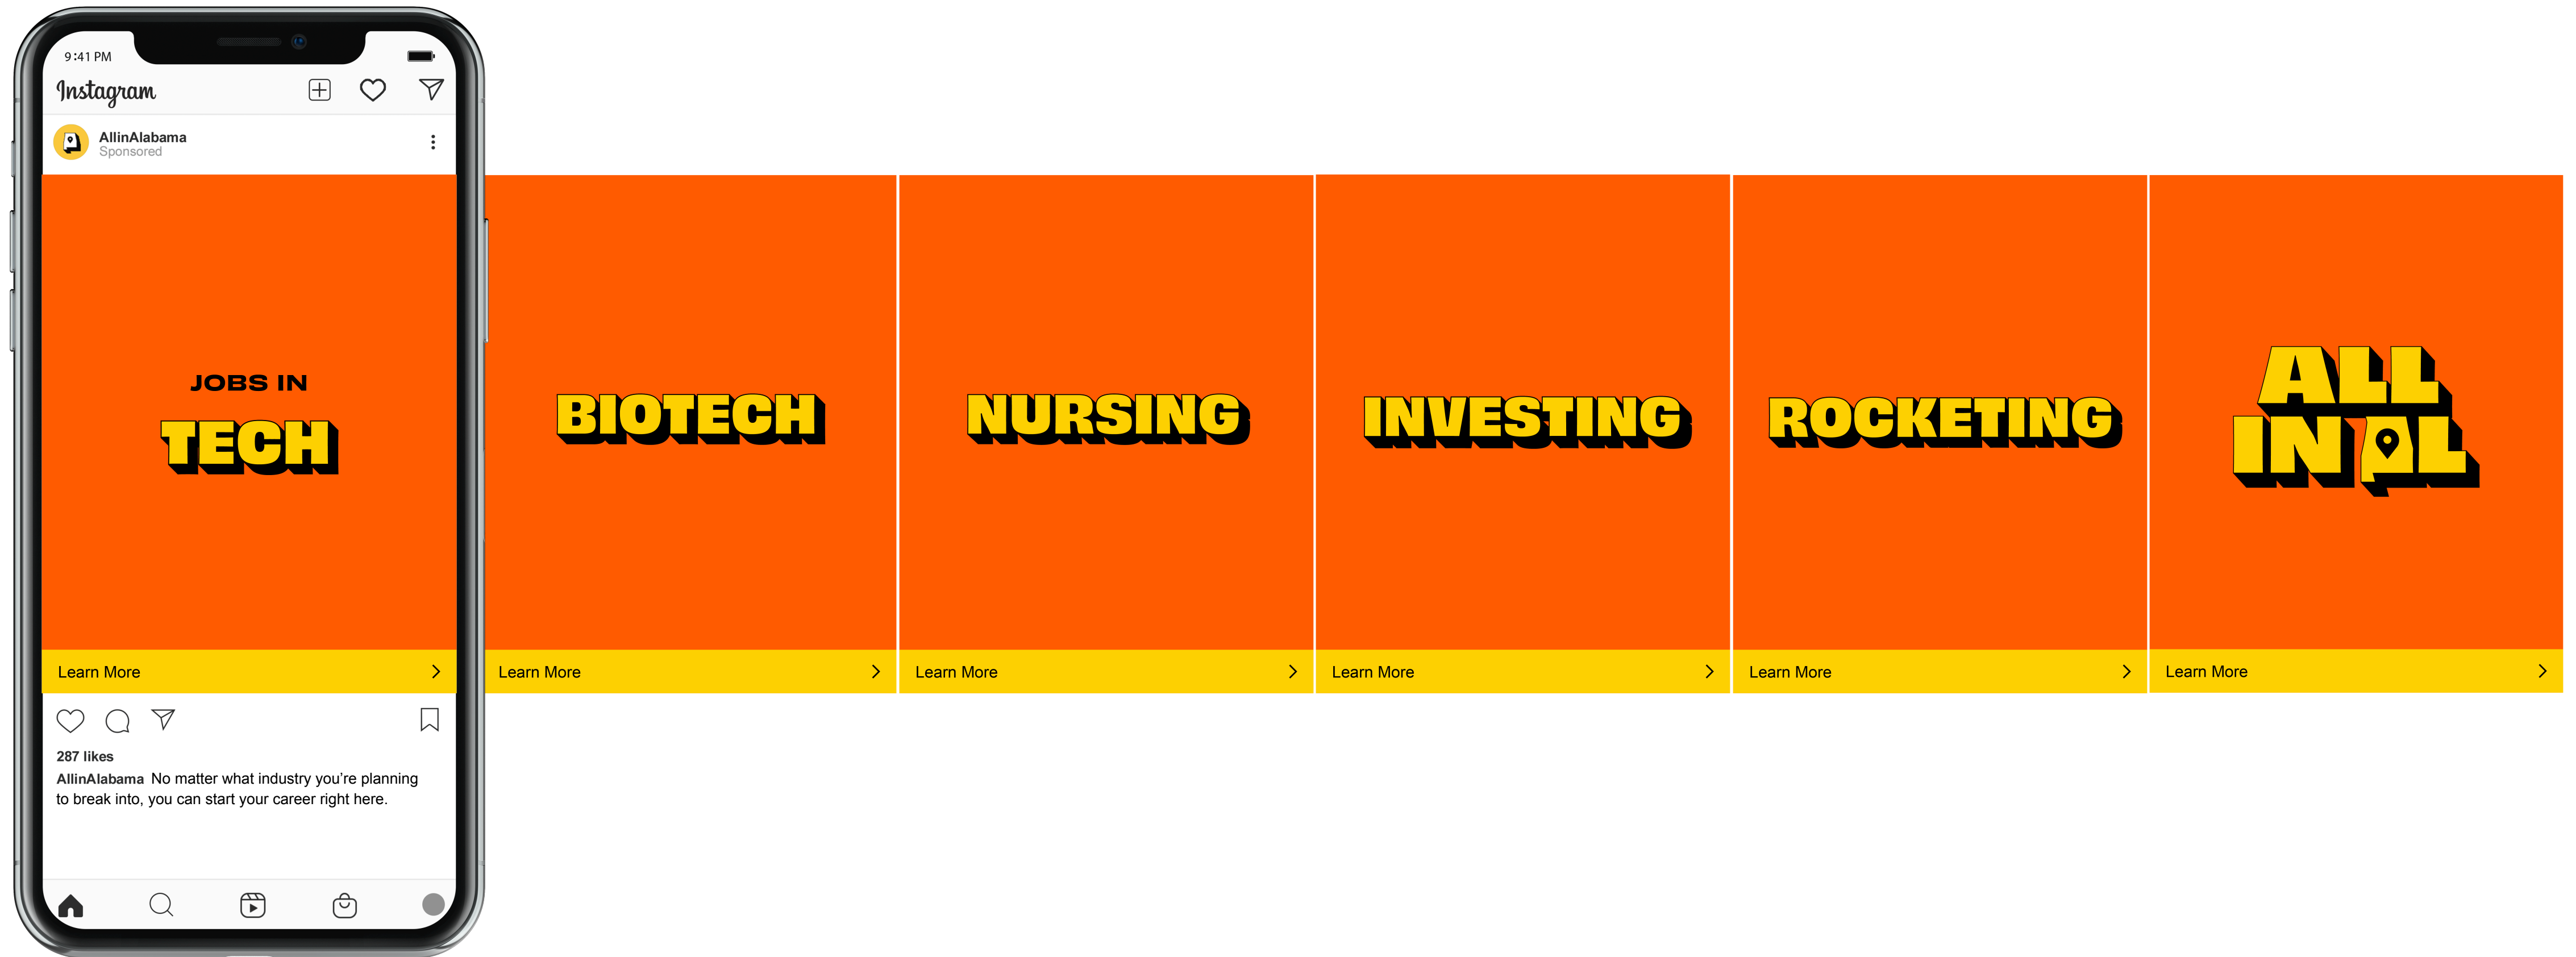 9:41 PM
Instagram
AllinAlabama
Sponsored
JOBS IN
TECH
Learn More
BIOTECH
Learn More
NURSING
Learn More
INVESTING
Learn More
ROCKETING
Learn More
ALL
IN AL
Learn More
287 likes
AllinAlabama No matter what industry you're planning
to break into, you can start your career right here.